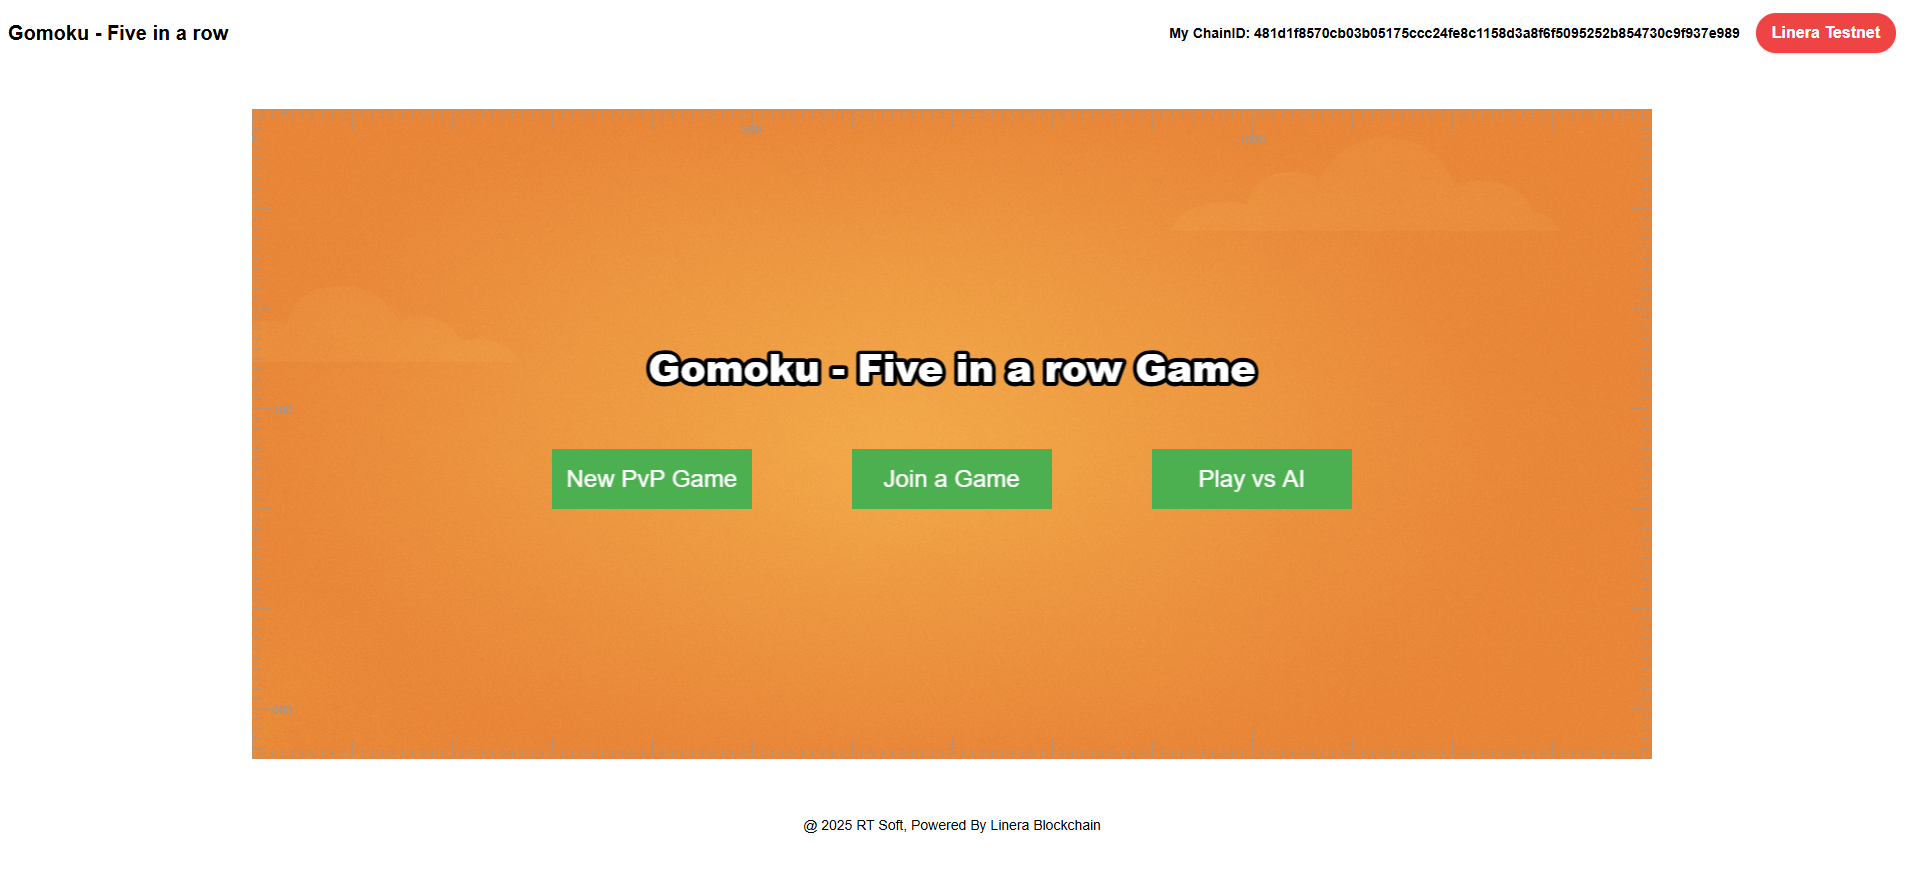 Gomoku - Five in a row
My ChainID: 481d1f8570cb03b05175ccc24fe8c1158d3a8f6f5095252b854730c9f937e989
Linera Testnet
Gomoku - Five in a row Game
New PvP Game
Join a Game
Play vs AI
@ 2025 RT Soft, Powered By Linera Blockchain